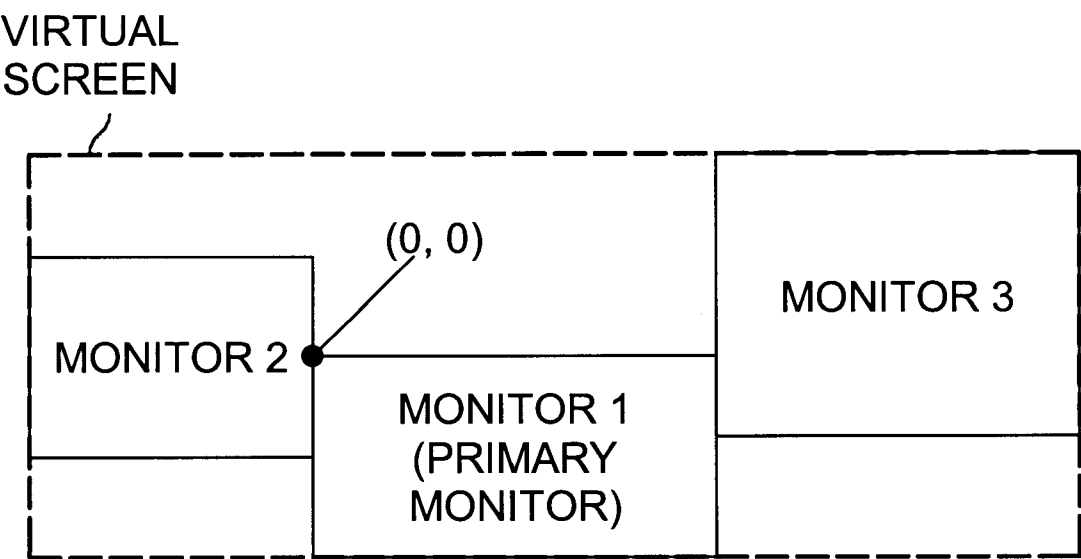 VIRTUAL
SCREEN
(0, 0)
MONITOR 3
MONITOR 2
MONITOR 1
(PRIMARY
MONITOR)